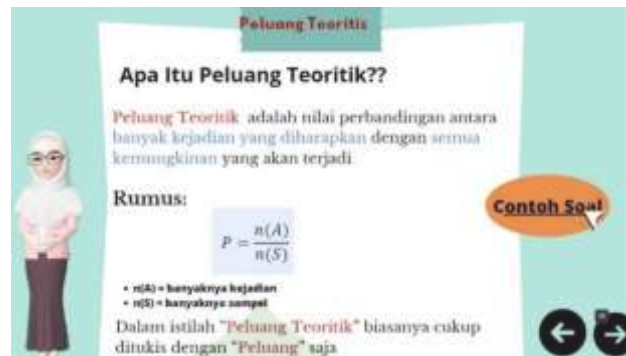 Peluang Teoritis
Apa Itu Peluang Teoritik??
Peluang Teoritik adalah nilai perbandingan antara
banyak kejadian yang diharapkan dengan semua
kemungkinan yang akan terjadi
Rumus:
Contoh Soal
P = n(A)/n(S)
• n(A) = banyaknya kejadian
• n(S) = banyaknya sampel
Dalam istilah "Peluang Teoritik" biasanya cukup
ditukis dengan "Peluang" saja